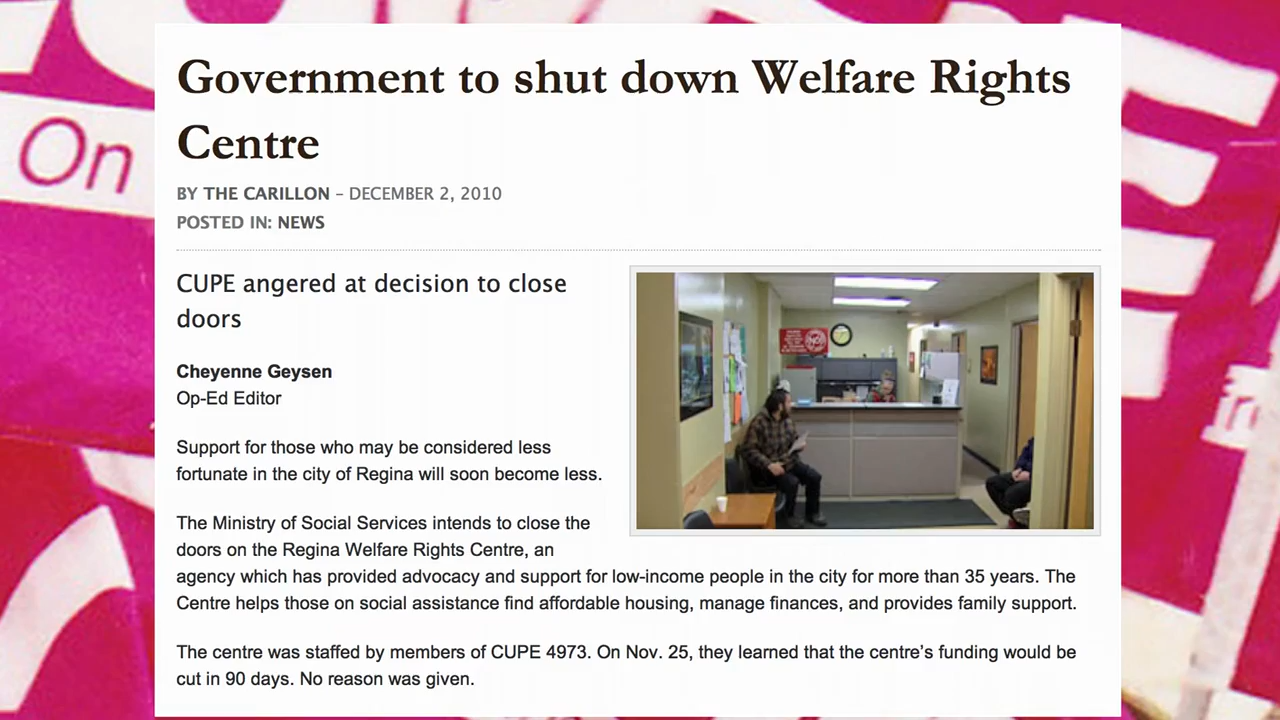 Government to shut down Welfare Rights
Centre
BY THE CARILLON – DECEMBER 2, 2010
POSTED IN: NEWS
CUPE angered at decision to close
doors
Cheyenne Geysen
Op-Ed Editor
Support for those who may be considered less
fortunate in the city of Regina will soon become less.
The Ministry of Social Services intends to close the
doors on the Regina Welfare Rights Centre, an
agency which has provided advocacy and support for low-income people in the city for more than 35 years. The
Centre helps those on social assistance find affordable housing, manage finances, and provides family support.
The centre was staffed by members of CUPE 4973. On Nov. 25, they learned that the centre’s funding would be
cut in 90 days. No reason was given.
On
in